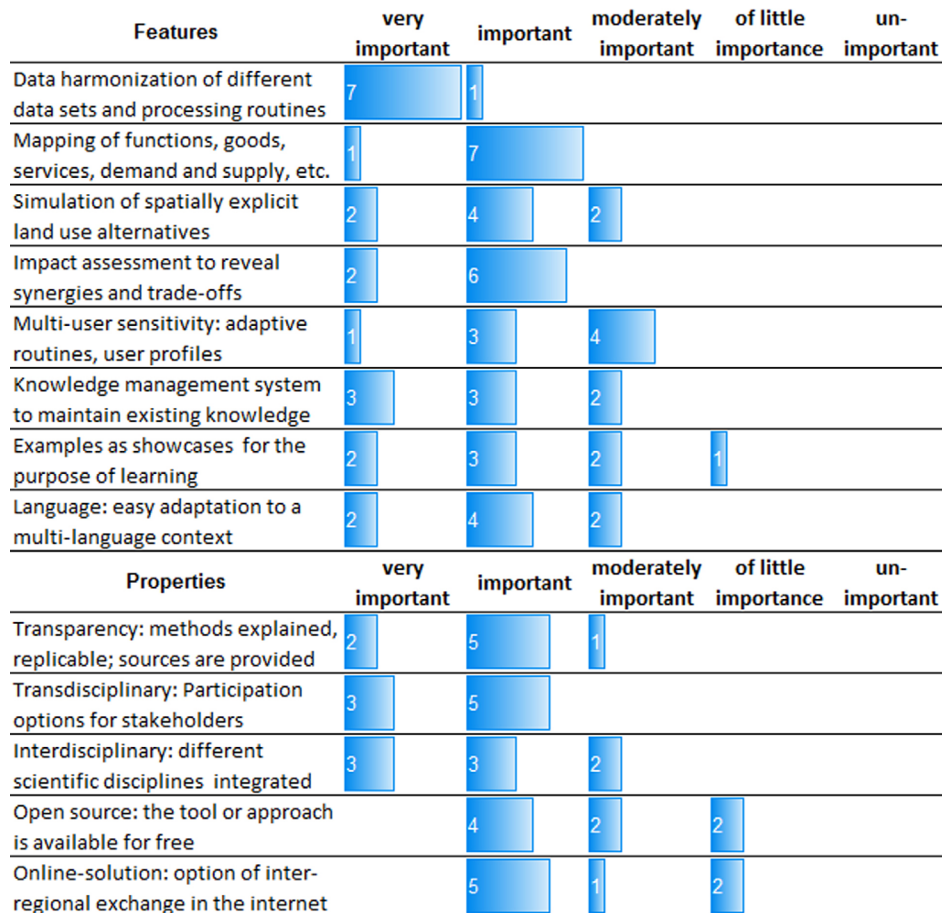 Features very important important moderately important of little importance un-important
Data harmonization of different
data sets and processing routines
7 1
Mapping of functions, goods,
services, demand and supply, etc.
1 7
Simulation of spatially explicit
land use alternatives
2 4 2
Impact assessment to reveal
synergies and trade-offs
2 6
Multi-user sensitivity: adaptive
routines, user profiles
1 3 4
Knowledge management system
to maintain existing knowledge
3 3 2
Examples as showcases for the
purpose of learning
2 3 2 1
Language: easy adaptation to a
multi-language context
2 4 2
Properties very important important moderately important of little importance un-important
Transparency: methods explained,
replicable; sources are provided
2 5 1
Transdisciplinary: Participation
options for stakeholders
3 5
Interdisciplinary: different
scientific disciplines integrated
3 3 2
Open source: the tool or approach
is available for free
4 2 2
Online-solution: option of inter-
regional exchange in the internet
5 1 2